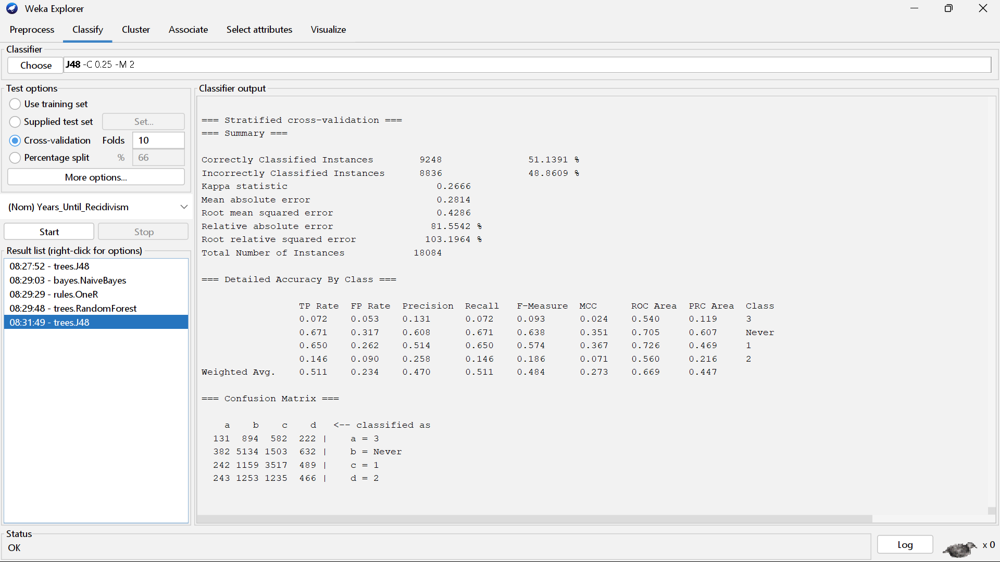 Weka Explorer
Preprocess Classify Cluster Associate Select attributes Visualize
Classifier
Choose J48 -C 0.25 -M 2
Test options
Use training set
Supplied test set Set...
Cross-validation Folds 10
Percentage split % 66
More options...
(Nom) Years_Until_Recidivism
Start Stop
Result list (right-click for options)
08:27:52 - trees.J48
08:29:03 - bayes.NaiveBayes
08:29:29 - rules.OneR
08:29:48 - trees.RandomForest
08:31:49 - trees.J48
Classifier output
=== Stratified cross-validation ===
=== Summary ===
Correctly Classified Instances 9248 51.1391 %
Incorrectly Classified Instances 8836 48.8609 %
Kappa statistic 0.2666
Mean absolute error 0.2814
Root mean squared error 0.4286
Relative absolute error 81.5542 %
Root relative squared error 103.1964 %
Total Number of Instances 18084
=== Detailed Accuracy By Class ===
TP Rate FP Rate Precision Recall F-Measure MCC ROC Area PRC Area Class
0.072 0.053 0.131 0.072 0.093 0.024 0.540 0.119 3
0.671 0.317 0.608 0.671 0.638 0.351 0.705 0.607 Never
0.650 0.262 0.514 0.650 0.574 0.367 0.726 0.469 1
0.146 0.090 0.258 0.146 0.186 0.071 0.560 0.216 2
Weighted Avg. 0.511 0.234 0.470 0.511 0.484 0.273 0.669 0.447
=== Confusion Matrix ===
a b c d <-- classified as
131 894 582 222 | a = 3
382 5134 1503 632 | b = Never
242 1159 3517 489 | c = 1
243 1253 1235 466 | d = 2
Status
OK
Log x 0